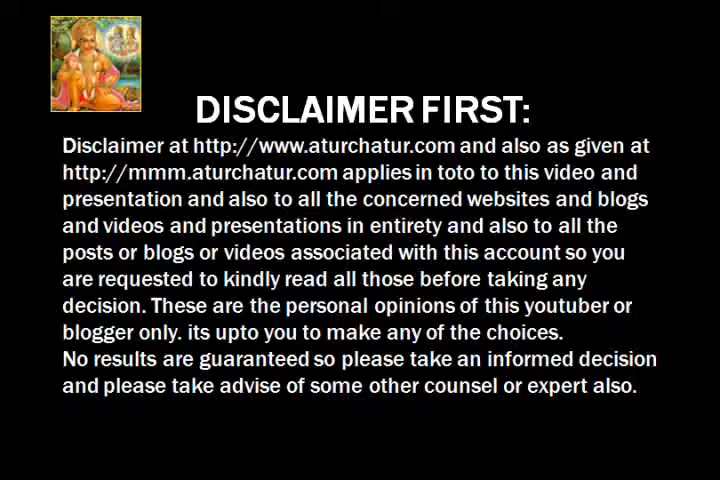 DISCLAIMER FIRST:
Disclaimer at http://www.aturchatur.com and also as given at
http://mmm.aturchatur.com applies in toto to this video and
presentation and also to all the concerned websites and blogs
and videos and presentations in entirety and also to all the
posts or blogs or videos associated with this account so you
are requested to kindly read all those before taking any
decision. These are the personal opinions of this youtuber or
blogger only. its upto you to make any of the choices.
No results are guaranteed so please take an informed decision
and please take advise of some other counsel or expert also.